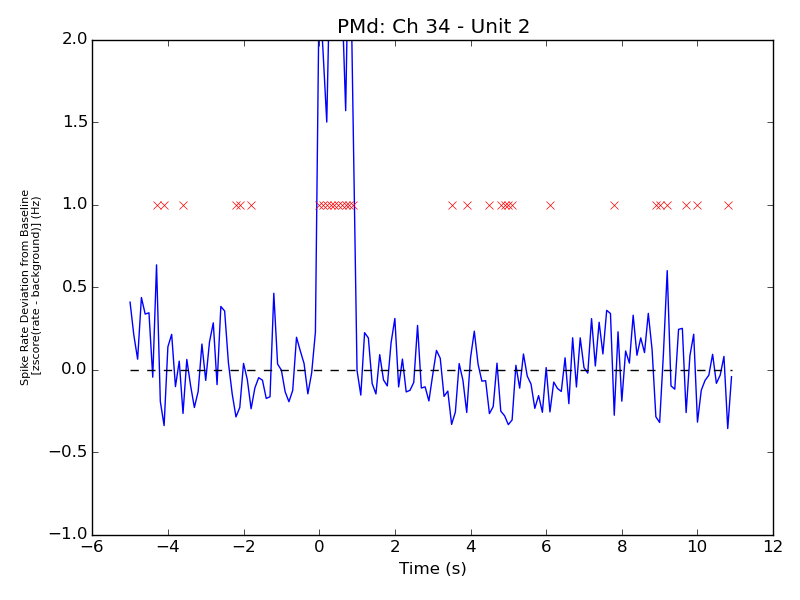 PMd: Ch 34 - Unit 2
2.0
1.5
1.0
0.5
0.0
−0.5
−1.0
Spike Rate Deviation from Baseline
[zscore(rate - background)] (Hz)
−6 −4 −2 0 2 4 6 8 10 12
Time (s)